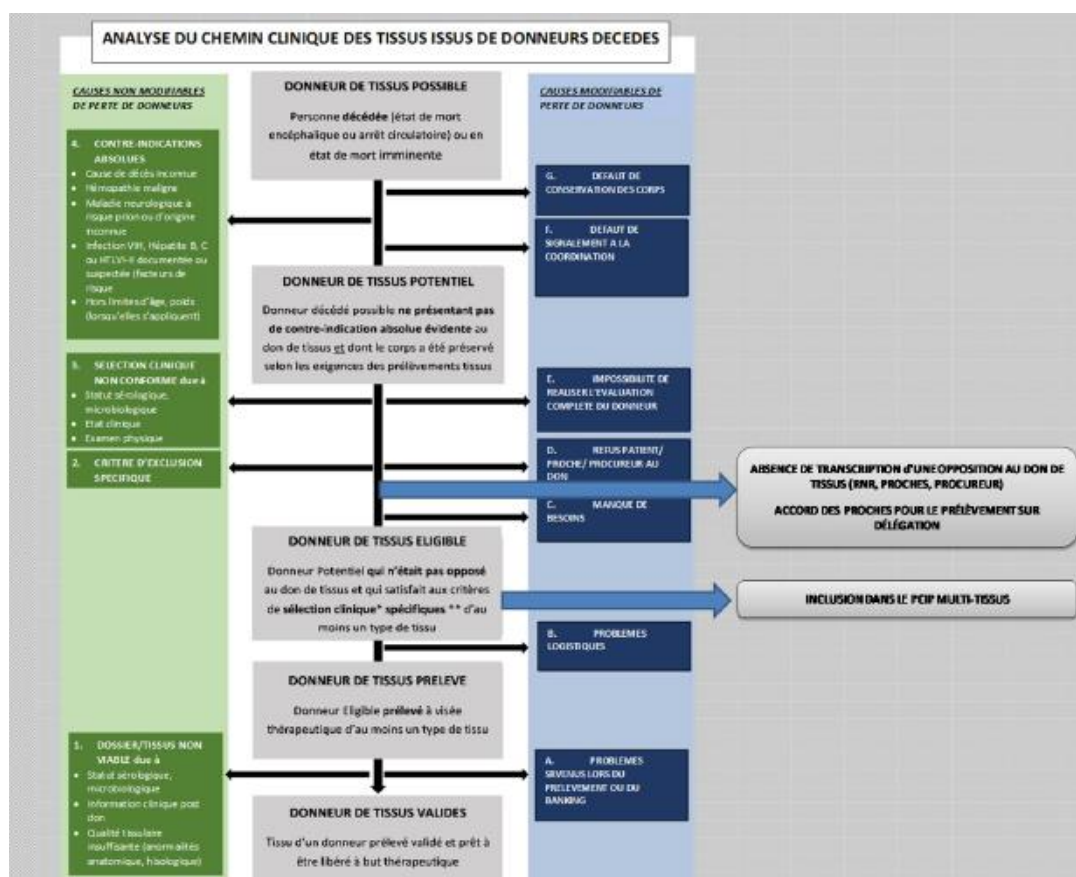 ANALYSE DU CHEMIN CLINIQUE DES TISSUS ISSUS DE DONNEURS DECEDES
CAUSES NON MODIFIABLES
DE PERTE DE DONNEURS
4. CONTRE-INDICATIONS
ABSOLUES
• Cause de décès inconnue
• Hémopathie maligne
• Maladie neurologique à
risque prion ou d'origine
inconnue
• Infection VIH, Hépatite B, C
ou HTLVI-II documentée ou
suspectée (facteurs de
risque
• Hors limites d'âge, poids
(lorsqu'elles s'appliquent)
3. SELECTION CLINIQUE
NON CONFORME due à
• Statut sérologique,
microbiologique
• Etat clinique
• Examen physique
2. CRITERE D'EXCLUSION
SPECIFIQUE
1. DOSSIER/TISSUS NON
VIABLE due à
• Statut sérologique,
microbiologique
• Information clinique post
don
• Qualité tissulaire
insuffisante (anormalités
anatomique, histologique)
DONNEUR DE TISSUS POSSIBLE
Personne décédée (état de mort
encéphalique ou arrêt circulatoire) ou en
état de mort imminente
DONNEUR DE TISSUS POTENTIEL
Donneur décédé possible ne présentant pas
de contre-indication absolue évidente au
don de tissus et dont le corps a été préservé
selon les exigences des prélèvements tissus
DONNEUR DE TISSUS ELIGIBLE
Donneur Potentiel qui n'était pas opposé
au don de tissus et qui satisfait aux critères
de sélection clinique* spécifiques ** d'au
moins un type de tissu
DONNEUR DE TISSUS PRELEVE
Donneur Eligible prélevé à visée
thérapeutique d'au moins un type de tissu
DONNEUR DE TISSUS VALIDES
Tissu d'un donneur prélevé validé et prêt à
être libéré à but thérapeutique
CAUSES MODIFIABLES DE
PERTE DE DONNEURS
G. DEFAUT DE
CONSERVATION DES CORPS
F. DEFAUT DE
SIGNALEMENT A LA
COORDINATION
E. IMPOSSIBILITE DE
REALISER L'EVALUATION
COMPLETE DU DONNEUR
D. REFUS PATIENT/
PROCHE/ PROCUREUR AU
DON
C. MANQUE DE
BESOINS
B. PROBLEMES
LOGISTIQUES
A. PROBLEMES
SRVENUS LORS DU
PRELEVEMENT OU DU
BANKING
ABSENCE DE TRANSCRIPTION d'UNE OPPOSITION AU DON DE
TISSUS (RNR, PROCHES, PROCUREUR)
ACCORD DES PROCHES POUR LE PRÉLÈVEMENT SUR
DÉLÉGATION
INCLUSION DANS LE PCIP MULTI-TISSUS